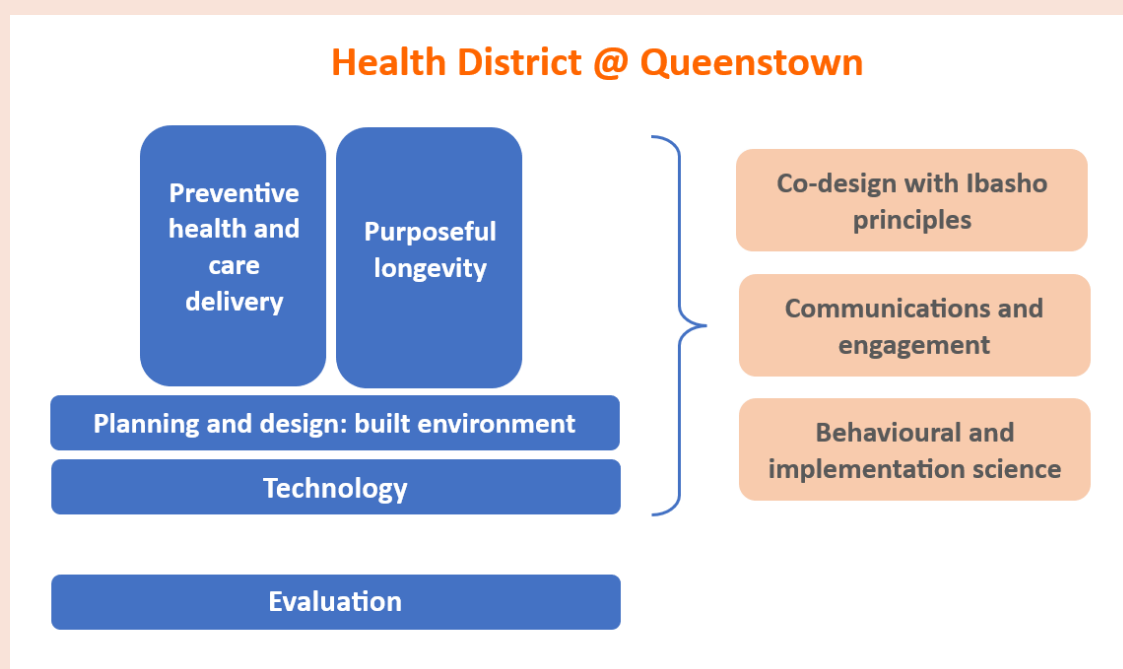 Health District @ Queenstown
Preventive
health and
care
delivery
Purposeful
longevity
Planning and design: built environment
Technology
Evaluation
Co-design with Ibasho
principles
Communications and
engagement
Behavioural and
implementation science